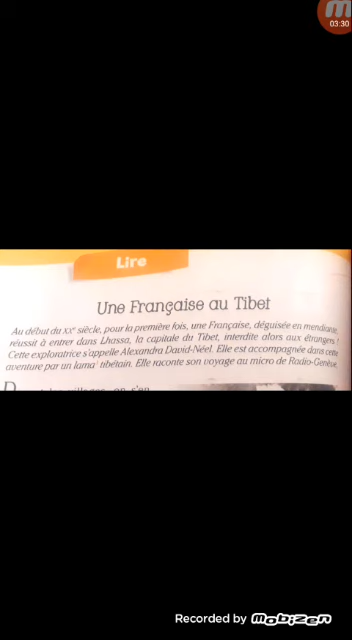 03:30
Lire
Une Française au Tibet
Au début du XXe siècle, pour la première fois, une Française, déguisée en mendiante,
réussit à entrer dans Lhassa, la capitale du Tibet, interdite alors aux étrangers !
Cette exploratrice s'appelle Alexandra David-Néel. Elle est accompagnée dans cette
aventure par un lama tibétain. Elle raconte son voyage au micro de Radio-Genève.
on s'en
Recorded by Mobizen